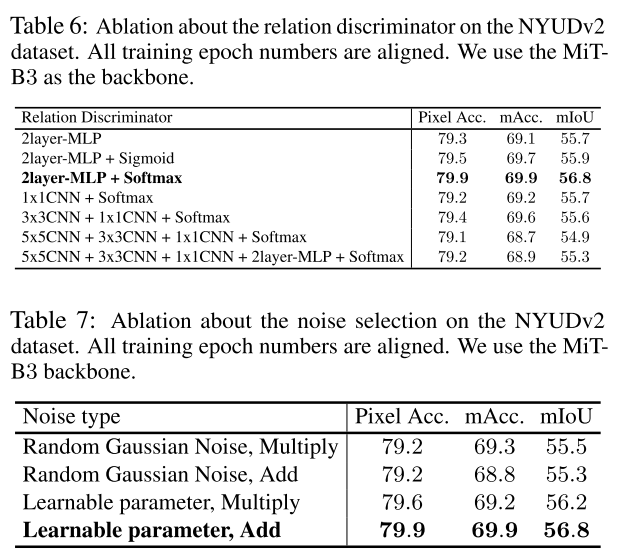 Table 6: Ablation about the relation discriminator on the NYUDv2
dataset. All training epoch numbers are aligned. We use the MiT-
B3 as the backbone.
Relation Discriminator Pixel Acc. mAcc. mIoU
2layer-MLP 79.3 69.1 55.7
2layer-MLP + Sigmoid 79.5 69.7 55.9
2layer-MLP + Softmax 79.9 69.9 56.8
1x1CNN + Softmax 79.2 69.2 55.7
3x3CNN + 1x1CNN + Softmax 79.4 69.6 55.6
5x5CNN + 3x3CNN + 1x1CNN + Softmax 79.1 68.7 54.9
5x5CNN + 3x3CNN + 1x1CNN + 2layer-MLP + Softmax 79.2 68.9 55.3
Table 7: Ablation about the noise selection on the NYUDv2
dataset. All training epoch numbers are aligned. We use the MiT-
B3 backbone.
Noise type Pixel Acc. mAcc. mIoU
Random Gaussian Noise, Multiply 79.2 69.3 55.5
Random Gaussian Noise, Add 79.2 68.8 55.3
Learnable parameter, Multiply 79.6 69.2 56.2
Learnable parameter, Add 79.9 69.9 56.8